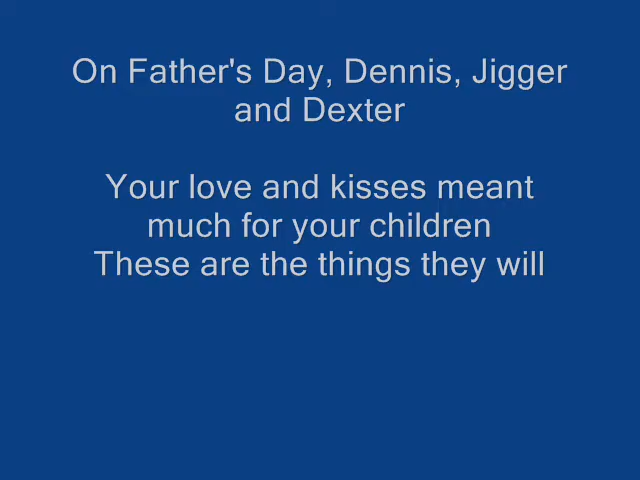 On Father's Day, Dennis, Jigger
and Dexter
Your love and kisses meant
much for your children
These are the things they will